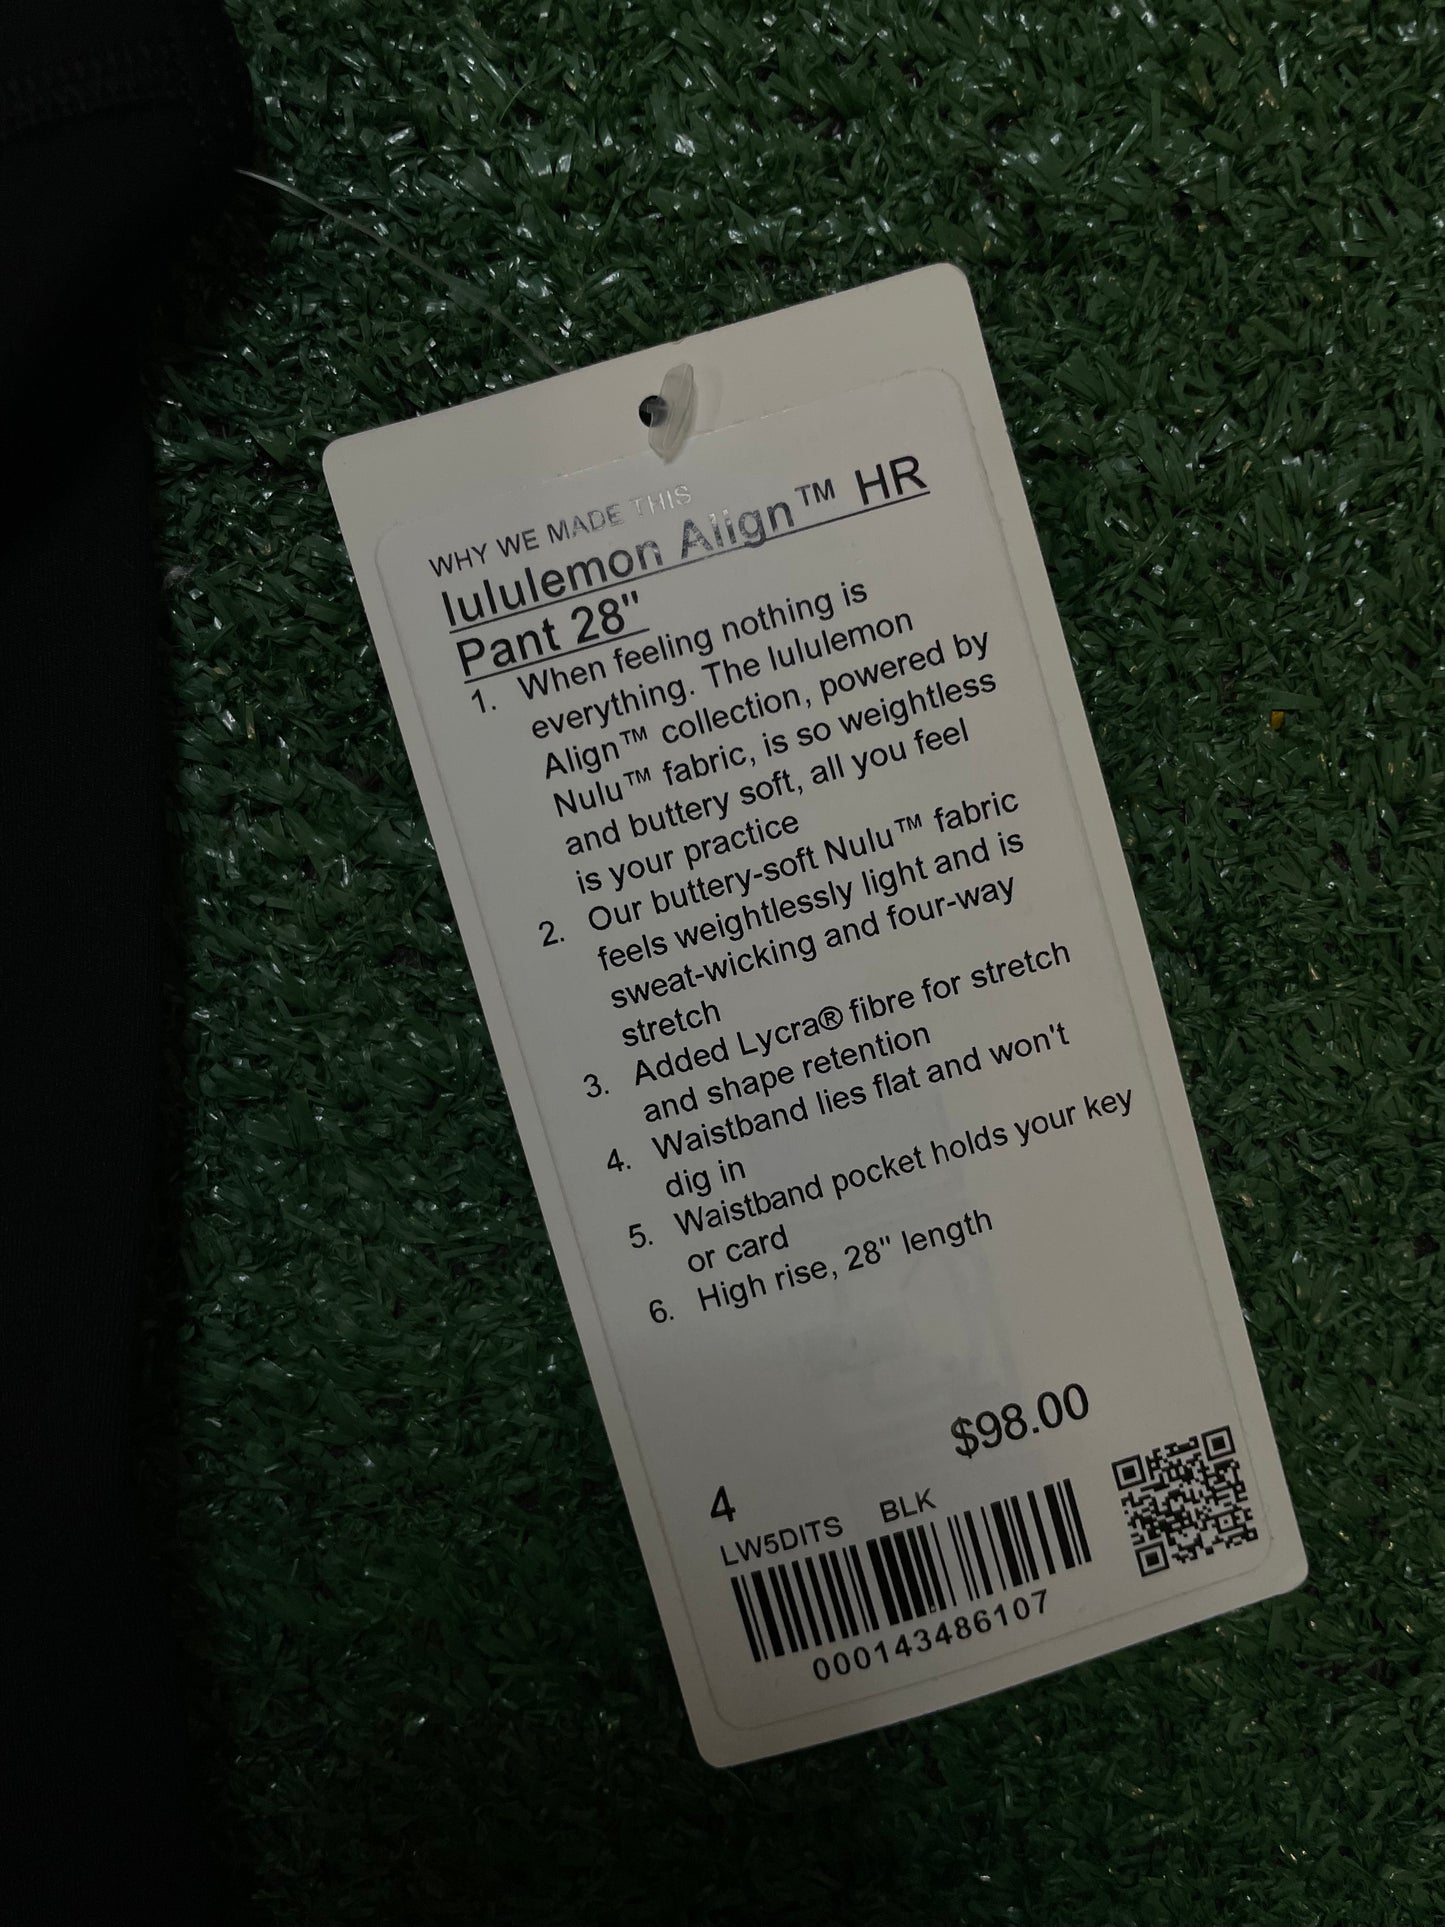 WHY WE MADE THIS
lululemon Align™ HR
Pant 28"
1. When feeling nothing is
everything. The lululemon
Align™ collection, powered by
Nulu™ fabric, is so weightless
and buttery soft, all you feel
is your practice
2. Our buttery-soft Nulu™ fabric
feels weightlessly light and is
sweat-wicking and four-way
stretch
3. Added Lycra® fibre for stretch
and shape retention
4. Waistband lies flat and won't
dig in
5. Waistband pocket holds your key
or card
6. High rise, 28" length
$98.00
4
LW5DITS BLK
000143486107